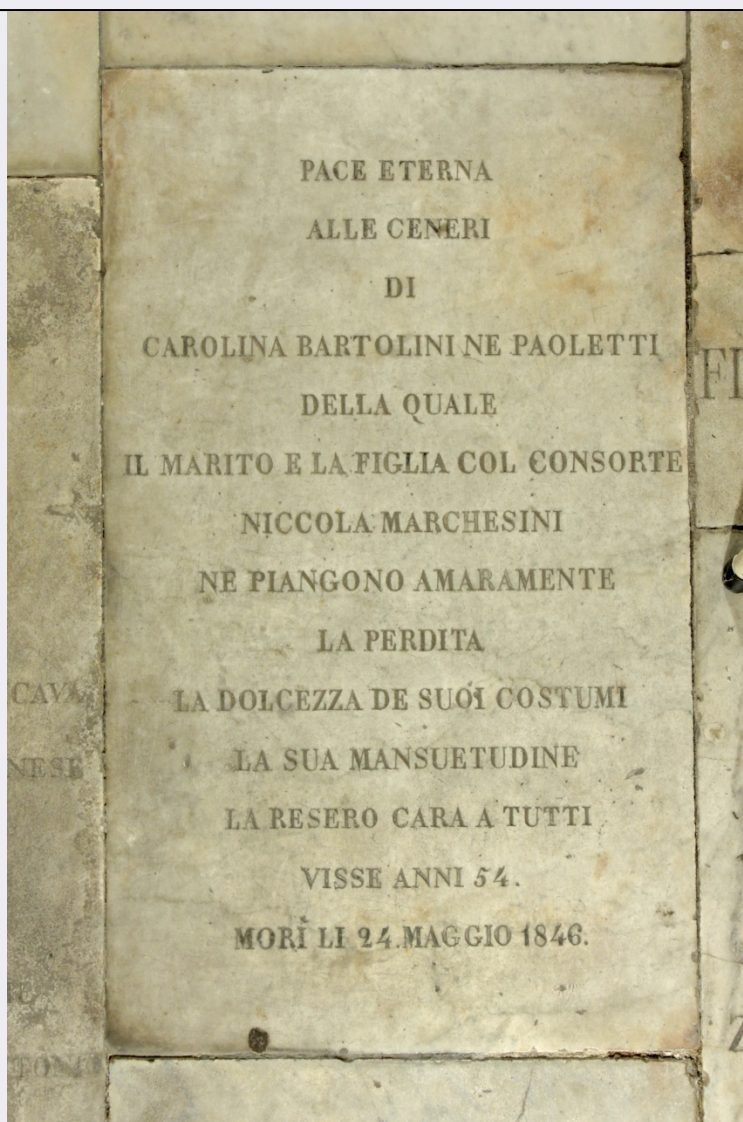 PACE ETERNA
ALLE CENERI
DI
CAROLINA BARTOLINI NE PAOLETTI
DELLA QUALE
IL MARITO E LA FIGLIA COL CONSORTE
NICCOLA MARCHESINI
NE PIANGONO AMARAMENTE
LA PERDITA
LA DOLCEZZA DE SUOI COSTUMI
LA SUA MANSUETUDINE
LA RESERO CARA A TUTTI
VISSE ANNI 54.
MORÌ LI 24. MAGGIO 1846.